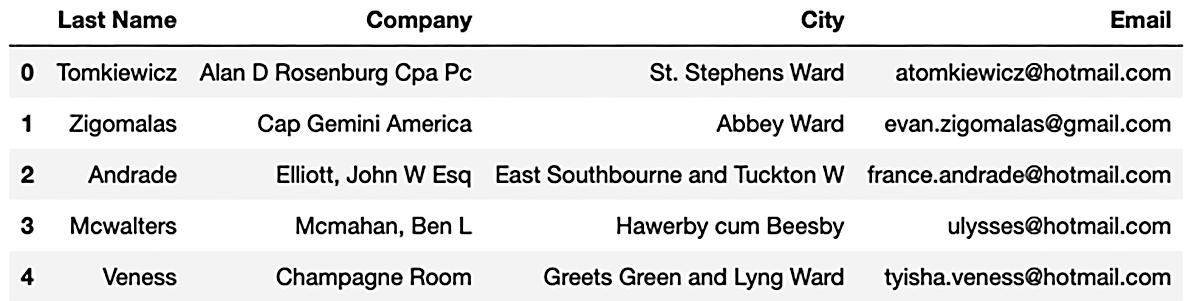 Last Name Company City Email
0 Tomkiewicz Alan D Rosenburg Cpa Pc St. Stephens Ward atomkiewicz@hotmail.com
1 Zigomalas Cap Gemini America Abbey Ward evan.zigomalas@gmail.com
2 Andrade Elliott, John W Esq East Southbourne and Tuckton W france.andrade@hotmail.com
3 Mcwalters Mcmahan, Ben L Hawerby cum Beesby ulysses@hotmail.com
4 Veness Champagne Room Greets Green and Lyng Ward tyisha.veness@hotmail.com